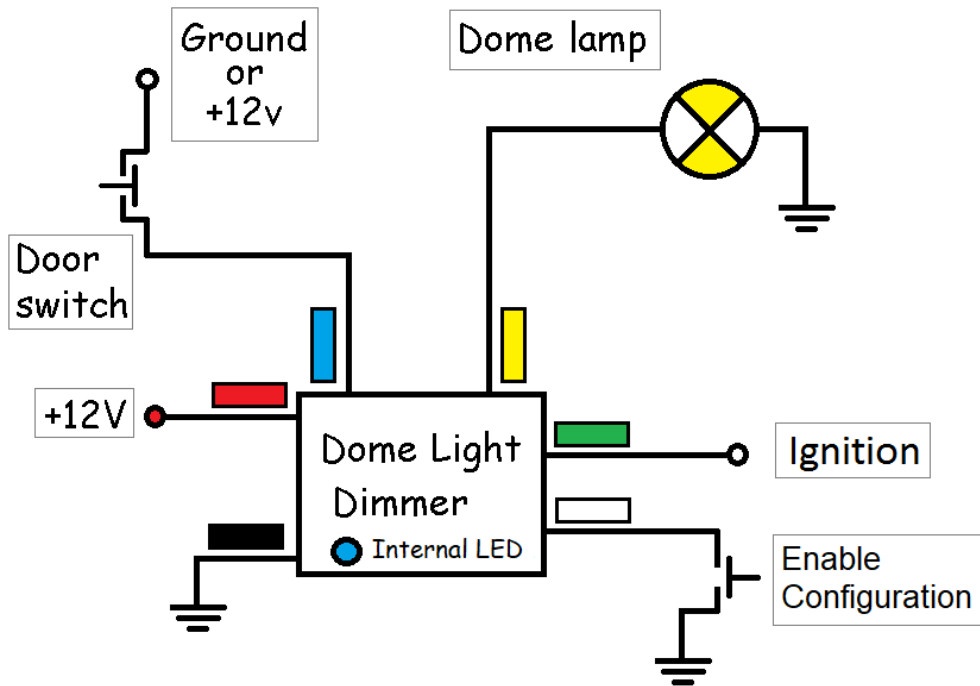 Ground
or
+12v
Dome lamp
Door
switch
+12V
Dome Light
Dimmer
Internal LED
Ignition
Enable
Configuration